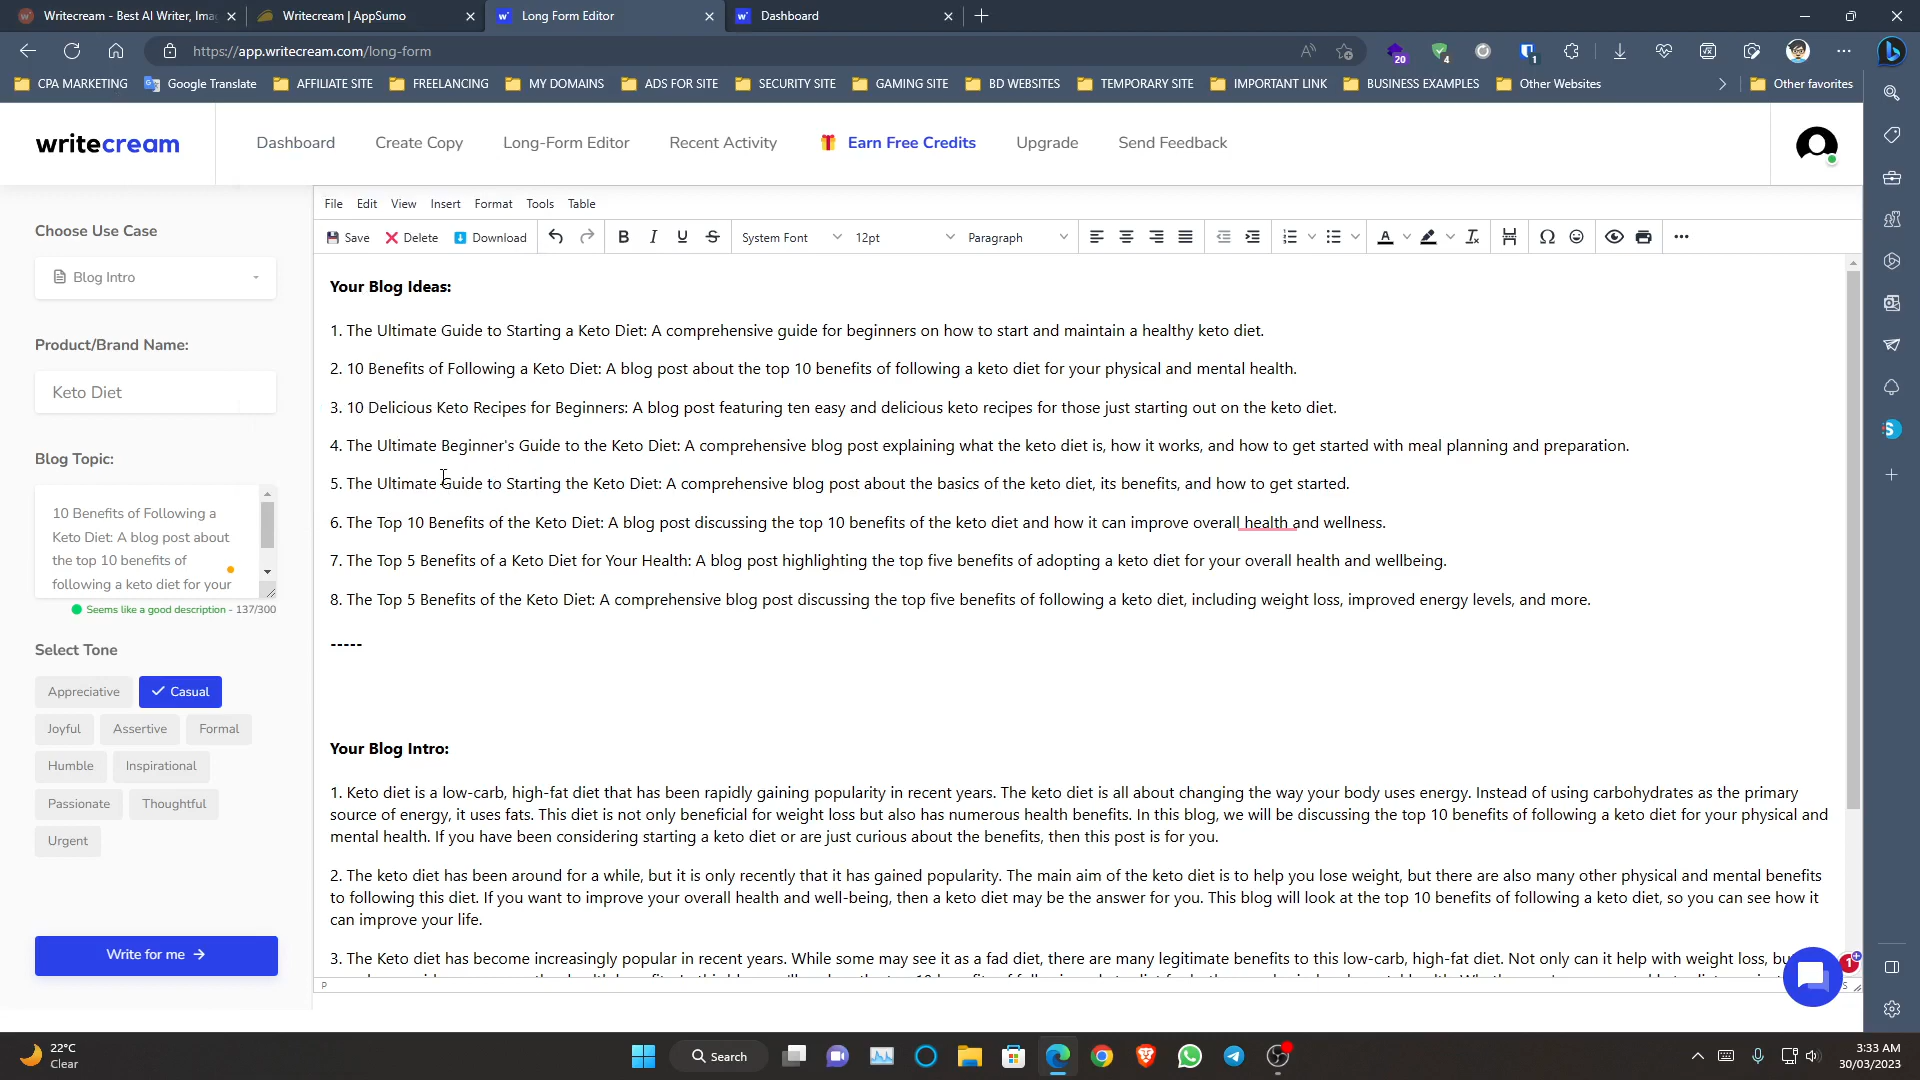 Writecream - Best AI Writer, Ima
Writecream | AppSumo
Long Form Editor
Dashboard
https://app.writecream.com/long-form
20
4
1
CPA MARKETING
Google Translate
AFFILIATE SITE
FREELANCING
MY DOMAINS
ADS FOR SITE
SECURITY SITE
GAMING SITE
BD WEBSITES
TEMPORARY SITE
IMPORTANT LINK
BUSINESS EXAMPLES
Other Websites
Other favorites
writecream
Dashboard
Create Copy
Long-Form Editor
Recent Activity
Earn Free Credits
Upgrade
Send Feedback
File Edit View Insert Format Tools Table
Save Delete Download
B I U S
System Font
12pt
Paragraph
Choose Use Case
Blog Intro
Product/Brand Name:
Keto Diet
Blog Topic:
10 Benefits of Following a
Keto Diet: A blog post about
the top 10 benefits of
following a keto diet for your
Seems like a good description - 137/300
Select Tone
Appreciative
Casual
Joyful
Assertive
Formal
Humble
Inspirational
Passionate
Thoughtful
Urgent
Write for me →
Your Blog Ideas:
1. The Ultimate Guide to Starting a Keto Diet: A comprehensive guide for beginners on how to start and maintain a healthy keto diet.
2. 10 Benefits of Following a Keto Diet: A blog post about the top 10 benefits of following a keto diet for your physical and mental health.
3. 10 Delicious Keto Recipes for Beginners: A blog post featuring ten easy and delicious keto recipes for those just starting out on the keto diet.
4. The Ultimate Beginner's Guide to the Keto Diet: A comprehensive blog post explaining what the keto diet is, how it works, and how to get started with meal planning and preparation.
5. The Ultimate Guide to Starting the Keto Diet: A comprehensive blog post about the basics of the keto diet, its benefits, and how to get started.
6. The Top 10 Benefits of the Keto Diet: A blog post discussing the top 10 benefits of the keto diet and how it can improve overall health and wellness.
7. The Top 5 Benefits of a Keto Diet for Your Health: A blog post highlighting the top five benefits of adopting a keto diet for your overall health and wellbeing.
8. The Top 5 Benefits of the Keto Diet: A comprehensive blog post discussing the top five benefits of following a keto diet, including weight loss, improved energy levels, and more.
-----
Your Blog Intro:
1. Keto diet is a low-carb, high-fat diet that has been rapidly gaining popularity in recent years. The keto diet is all about changing the way your body uses energy. Instead of using carbohydrates as the primary
source of energy, it uses fats. This diet is not only beneficial for weight loss but also has numerous health benefits. In this blog, we will be discussing the top 10 benefits of following a keto diet for your physical and
mental health. If you have been considering starting a keto diet or are just curious about the benefits, then this post is for you.
2. The keto diet has been around for a while, but it is only recently that it has gained popularity. The main aim of the keto diet is to help you lose weight, but there are also many other physical and mental benefits
to following this diet. If you want to improve your overall health and well-being, then a keto diet may be the answer for you. This blog will look at the top 10 benefits of following a keto diet, so you can see how it
can improve your life.
3. The Keto diet has become increasingly popular in recent years. While some may see it as a fad diet, there are many legitimate benefits to this low-carb, high-fat diet. Not only can it help with weight loss, bu
P
1
22°C
Clear
Search
3:33 AM
30/03/2023